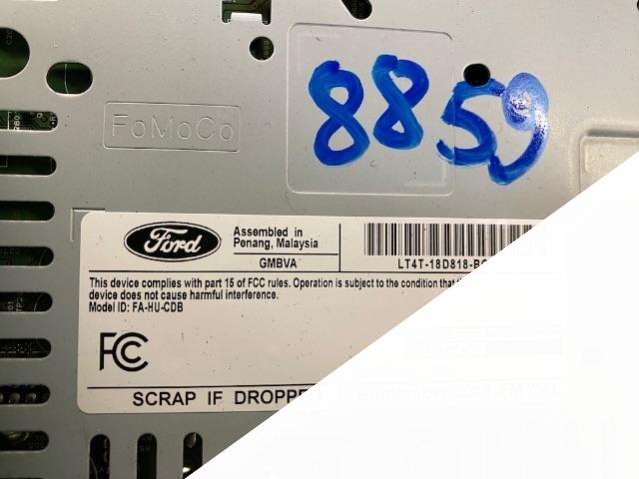 8859
FoMoCo
Ford
Assembled in
Penang, Malaysia
GMBVA
LT4T-18D818-B
This device complies with part 15 of FCC rules. Operation is subject to the condition that
device does not cause harmful interference.
Model ID: FA-HU-CDB
FC
SCRAP IF